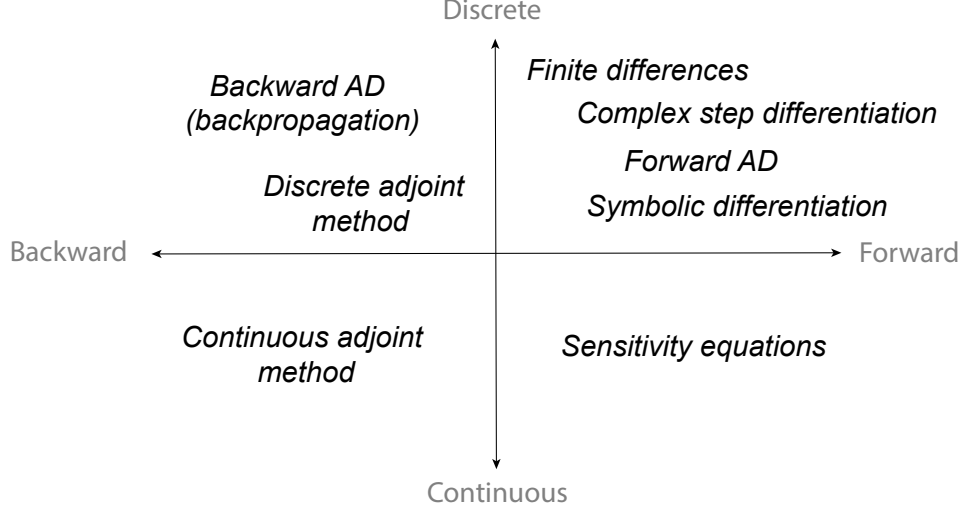 Discrete
Backward AD
(backpropagation)
Finite differences
Complex step differentiation
Forward AD
Discrete adjoint
method
Symbolic differentiation
Backward
Forward
Continuous adjoint
method
Sensitivity equations
Continuous